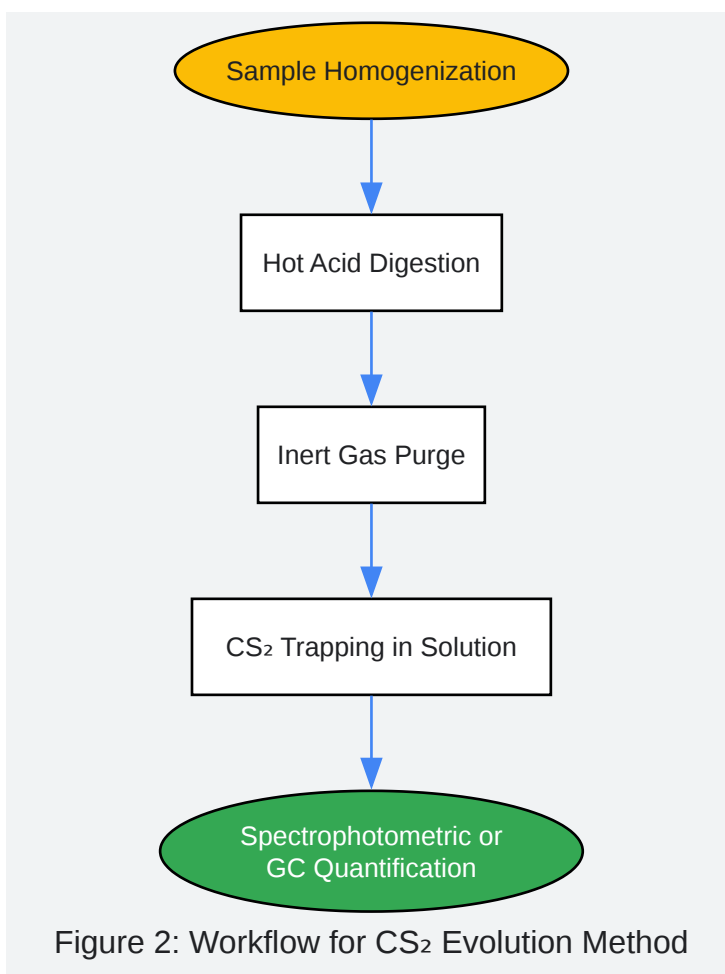 Sample Homogenization
Hot Acid Digestion
Inert Gas Purge
CS₂ Trapping in Solution
Spectrophotometric or
GC Quantification
Figure 2: Workflow for CS₂ Evolution Method